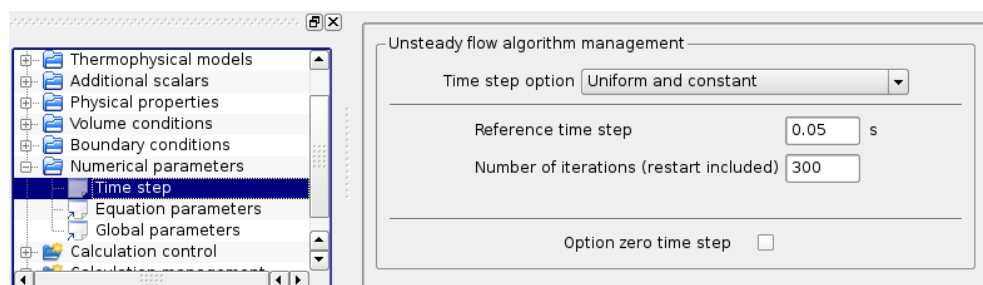 Thermophysical models
Additional scalars
Physical properties
Volume conditions
Boundary conditions
Numerical parameters
Time step
Equation parameters
Global parameters
Calculation control
Calculation management
Unsteady flow algorithm management
Time step option Uniform and constant
Reference time step 0.05 s
Number of iterations (restart included) 300
Option zero time step